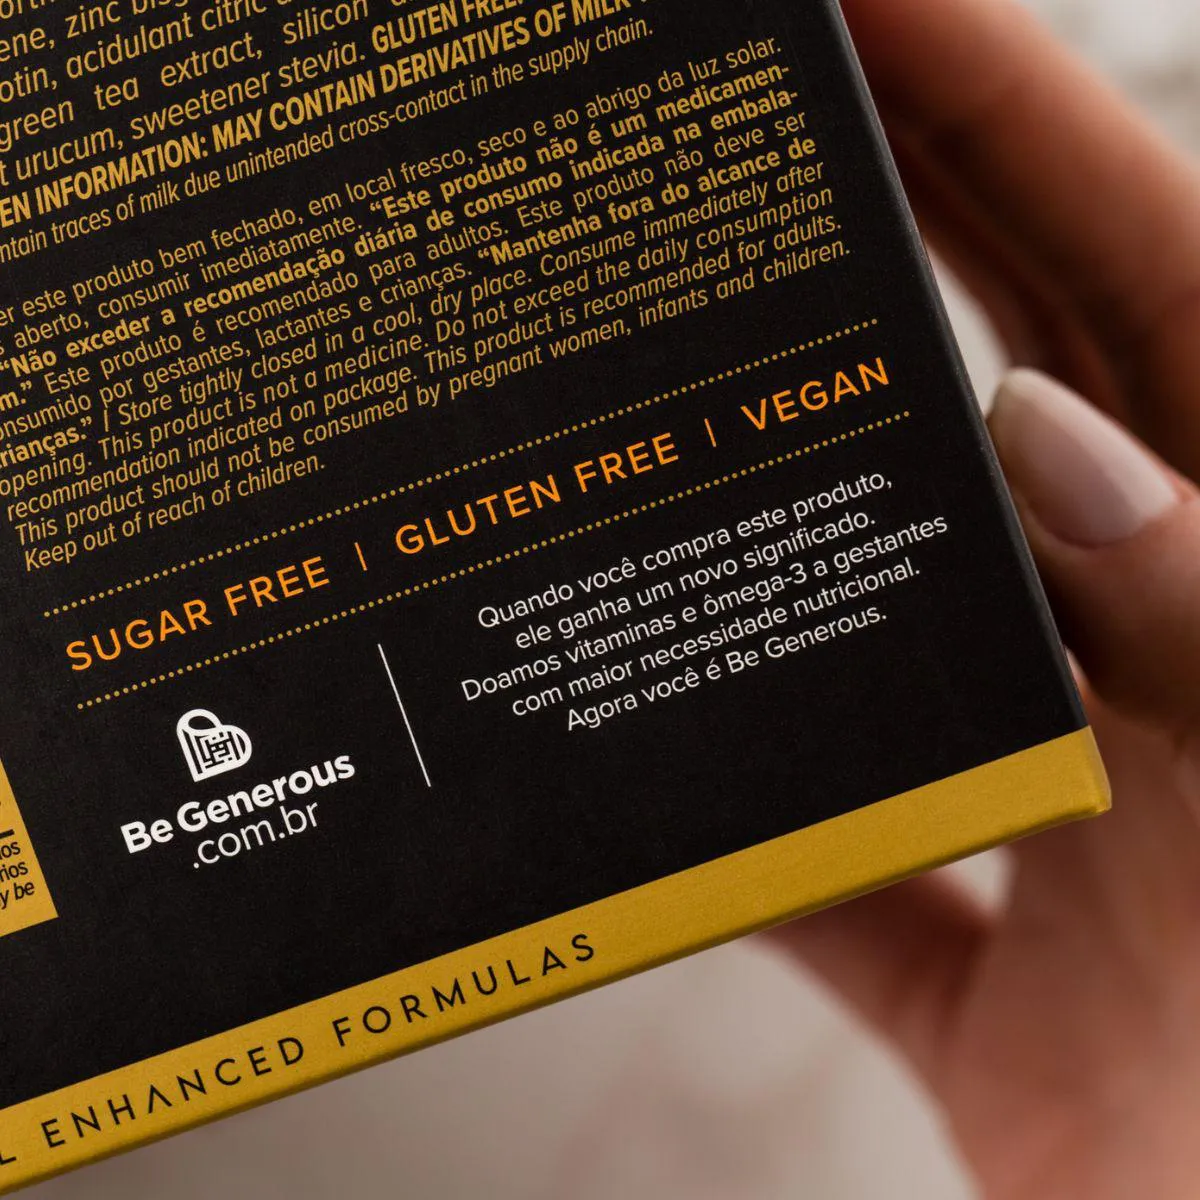 ene, zinc
otin, acidulant citric
green tea extract, silicon
urucum, sweetener stevia. GLUTEN FREE.
EN INFORMATION: MAY CONTAIN DERIVATIVES OF MILK
ntain traces of milk due unintended cross-contact in the supply chain.
er este produto bem fechado, em local fresco, seco e ao abrigo da luz solar.
s aberto, consumir imediatamente. “Este produto não é um medicamen-
“Não exceder a recomendação diária de consumo indicada na embala-
m.” Este produto é recomendado para adultos. Este produto não deve ser
onsumido por gestantes, lactantes e crianças. “Mantenha fora do alcance de
rianças.” / Store tightly closed in a cool, dry place. Consume immediately after
opening. This product is not a medicine. Do not exceed the daily consumption
recommendation indicated on package. This product is recommended for adults.
This product should not be consumed by pregnant women, infants and children.
Keep out of reach of children.
SUGAR FREE | GLUTEN FREE | VEGAN
Be Generous
.com.br
Quando você compra este produto,
ele ganha um novo significado.
Doamos vitaminas e ômega-3 a gestantes
com maior necessidade nutricional.
Agora você é Be Generous.
os
rios
y be
L ENHANCED FORMULAS